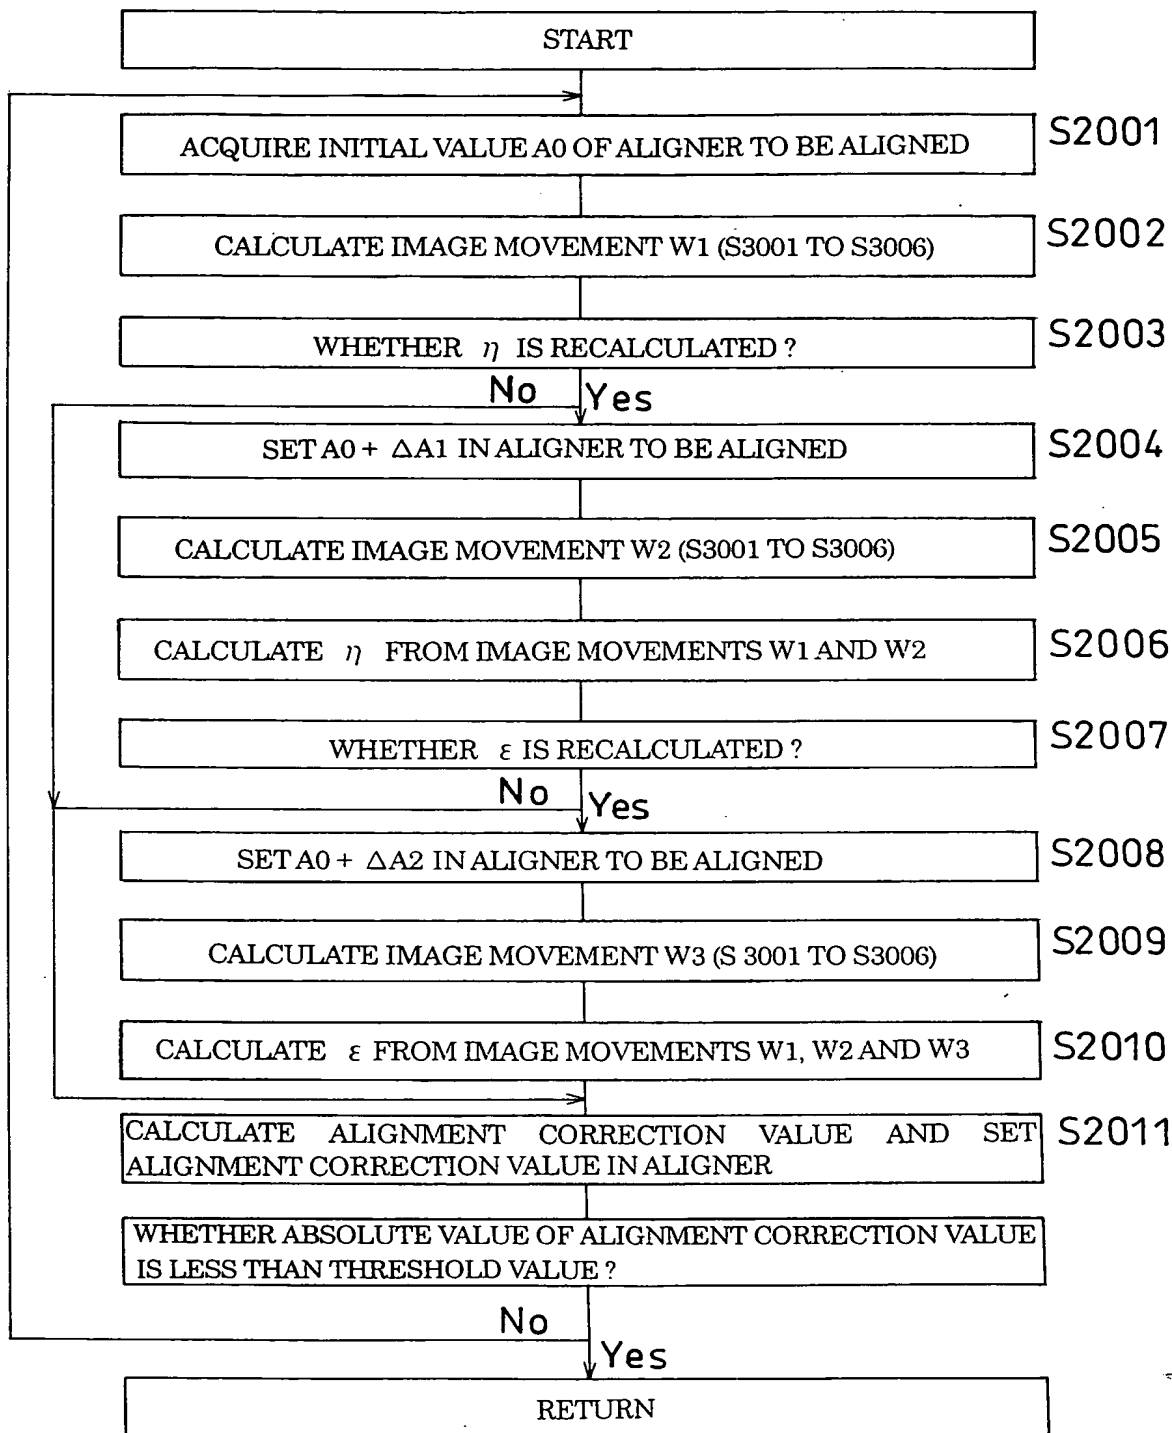 START
ACQUIRE INITIAL VALUE A0 OF ALIGNER TO BE ALIGNED
S2001
CALCULATE IMAGE MOVEMENT W1 (S3001 TO S3006)
S2002
WHETHER η IS RECALCULATED ?
S2003
No Yes
SET A0 + ΔA1 IN ALIGNER TO BE ALIGNED
S2004
CALCULATE IMAGE MOVEMENT W2 (S3001 TO S3006)
S2005
CALCULATE η FROM IMAGE MOVEMENTS W1 AND W2
S2006
WHETHER ε IS RECALCULATED ?
S2007
No Yes
SET A0 + ΔA2 IN ALIGNER TO BE ALIGNED
S2008
CALCULATE IMAGE MOVEMENT W3 (S 3001 TO S3006)
S2009
CALCULATE ε FROM IMAGE MOVEMENTS W1, W2 AND W3
S2010
CALCULATE ALIGNMENT CORRECTION VALUE AND SET
ALIGNMENT CORRECTION VALUE IN ALIGNER
S2011
WHETHER ABSOLUTE VALUE OF ALIGNMENT CORRECTION VALUE
IS LESS THAN THRESHOLD VALUE ?
No
Yes
RETURN